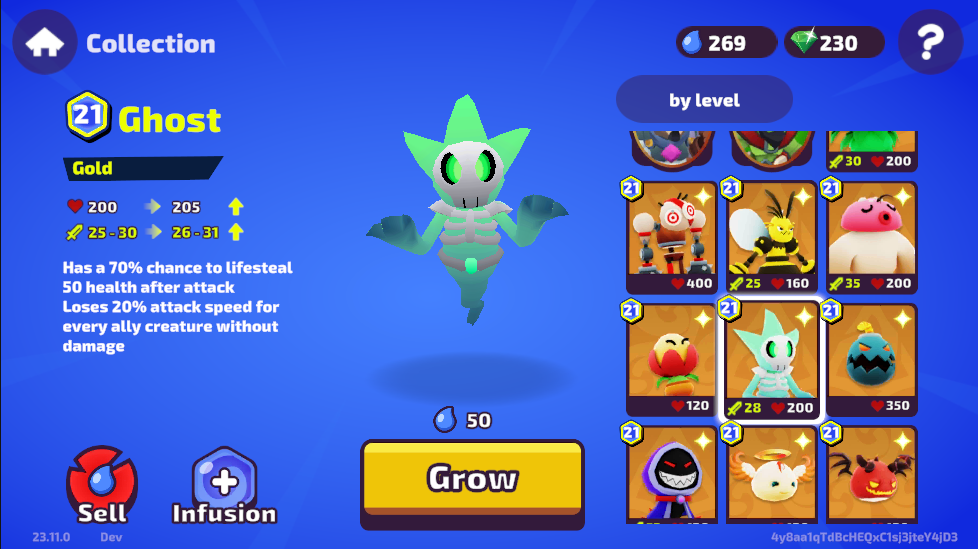 Collection
269
230
?
21
Ghost
by level
Gold
200
205
25 - 30
26 - 31
Has a 70% chance to lifesteal
50 health after attack
Loses 20% attack speed for
every ally creature without
damage
30 200
21 21 21
400 25 160 35 200
21 21 21
120 28 200 350
21 21 21
50
Grow
Sell
Infusion
23.11.0 Dev
4y8aa1qTdBcHEQxC1sj3jteY4jD3